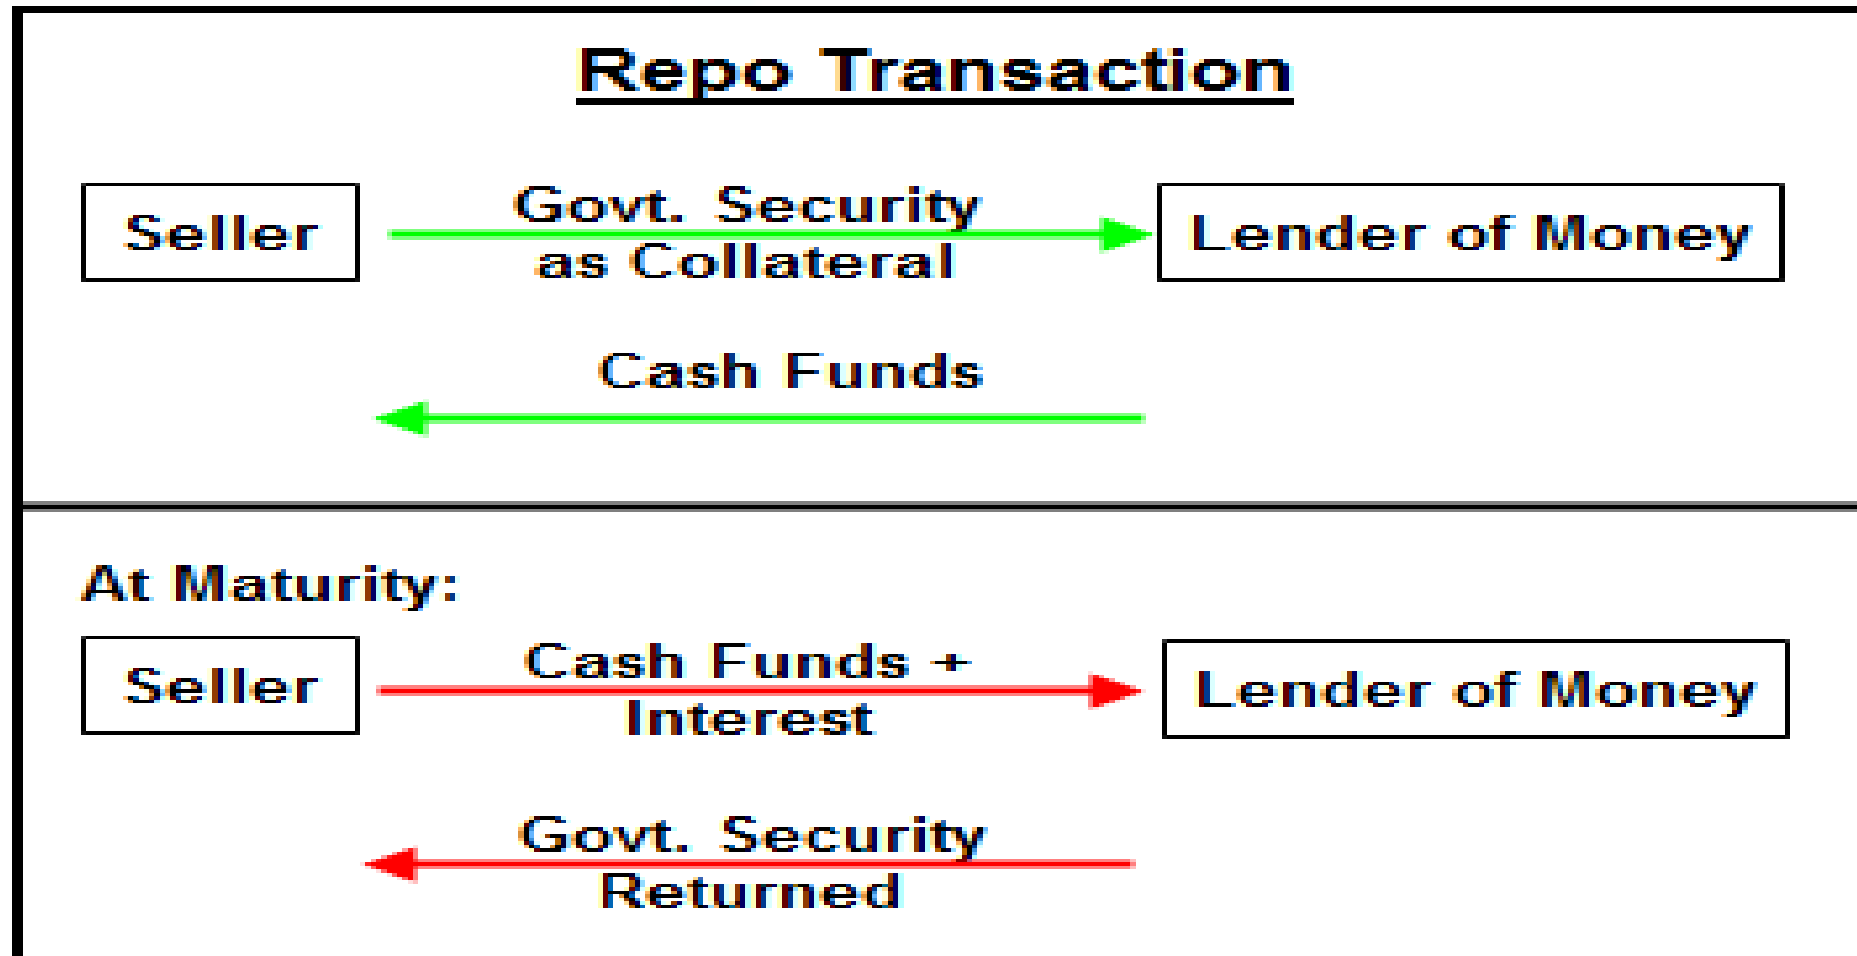 Repo Transaction
Seller
Govt. Security
as Collateral
Lender of Money
Cash Funds
At Maturity:
Seller
Cash Funds +
Interest
Lender of Money
Govt. Security
Returned